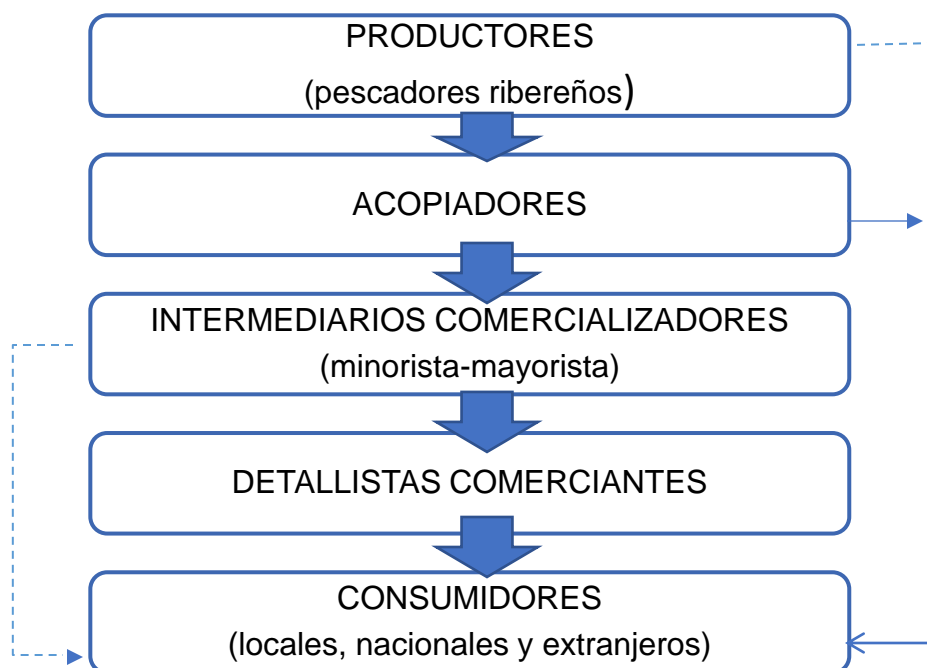 PRODUCTORES
(pescadores ribereños)
ACOPIADORES
INTERMEDIARIOS COMERCIALIZADORES
(minorista-mayorista)
DETALLISTAS COMERCIANTES
CONSUMIDORES
(locales, nacionales y extranjeros)